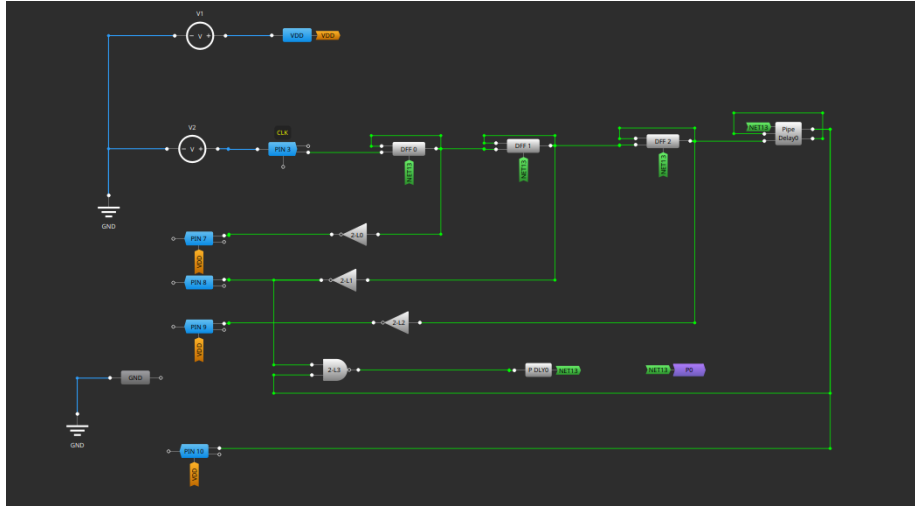 V1
- V +
VDD
VDD
V2
- V +
CLK
PIN 3
DFF 0
NET13
DFF 1
NET13
DFF 2
NET13
NET13
Pipe
Delay0
GND
PIN 7
VDD
2-L0
PIN 8
2-L1
PIN 9
VDD
2-L2
GND
2-L3
P DLY0
NET13
NET13
P0
GND
PIN 10
VDD